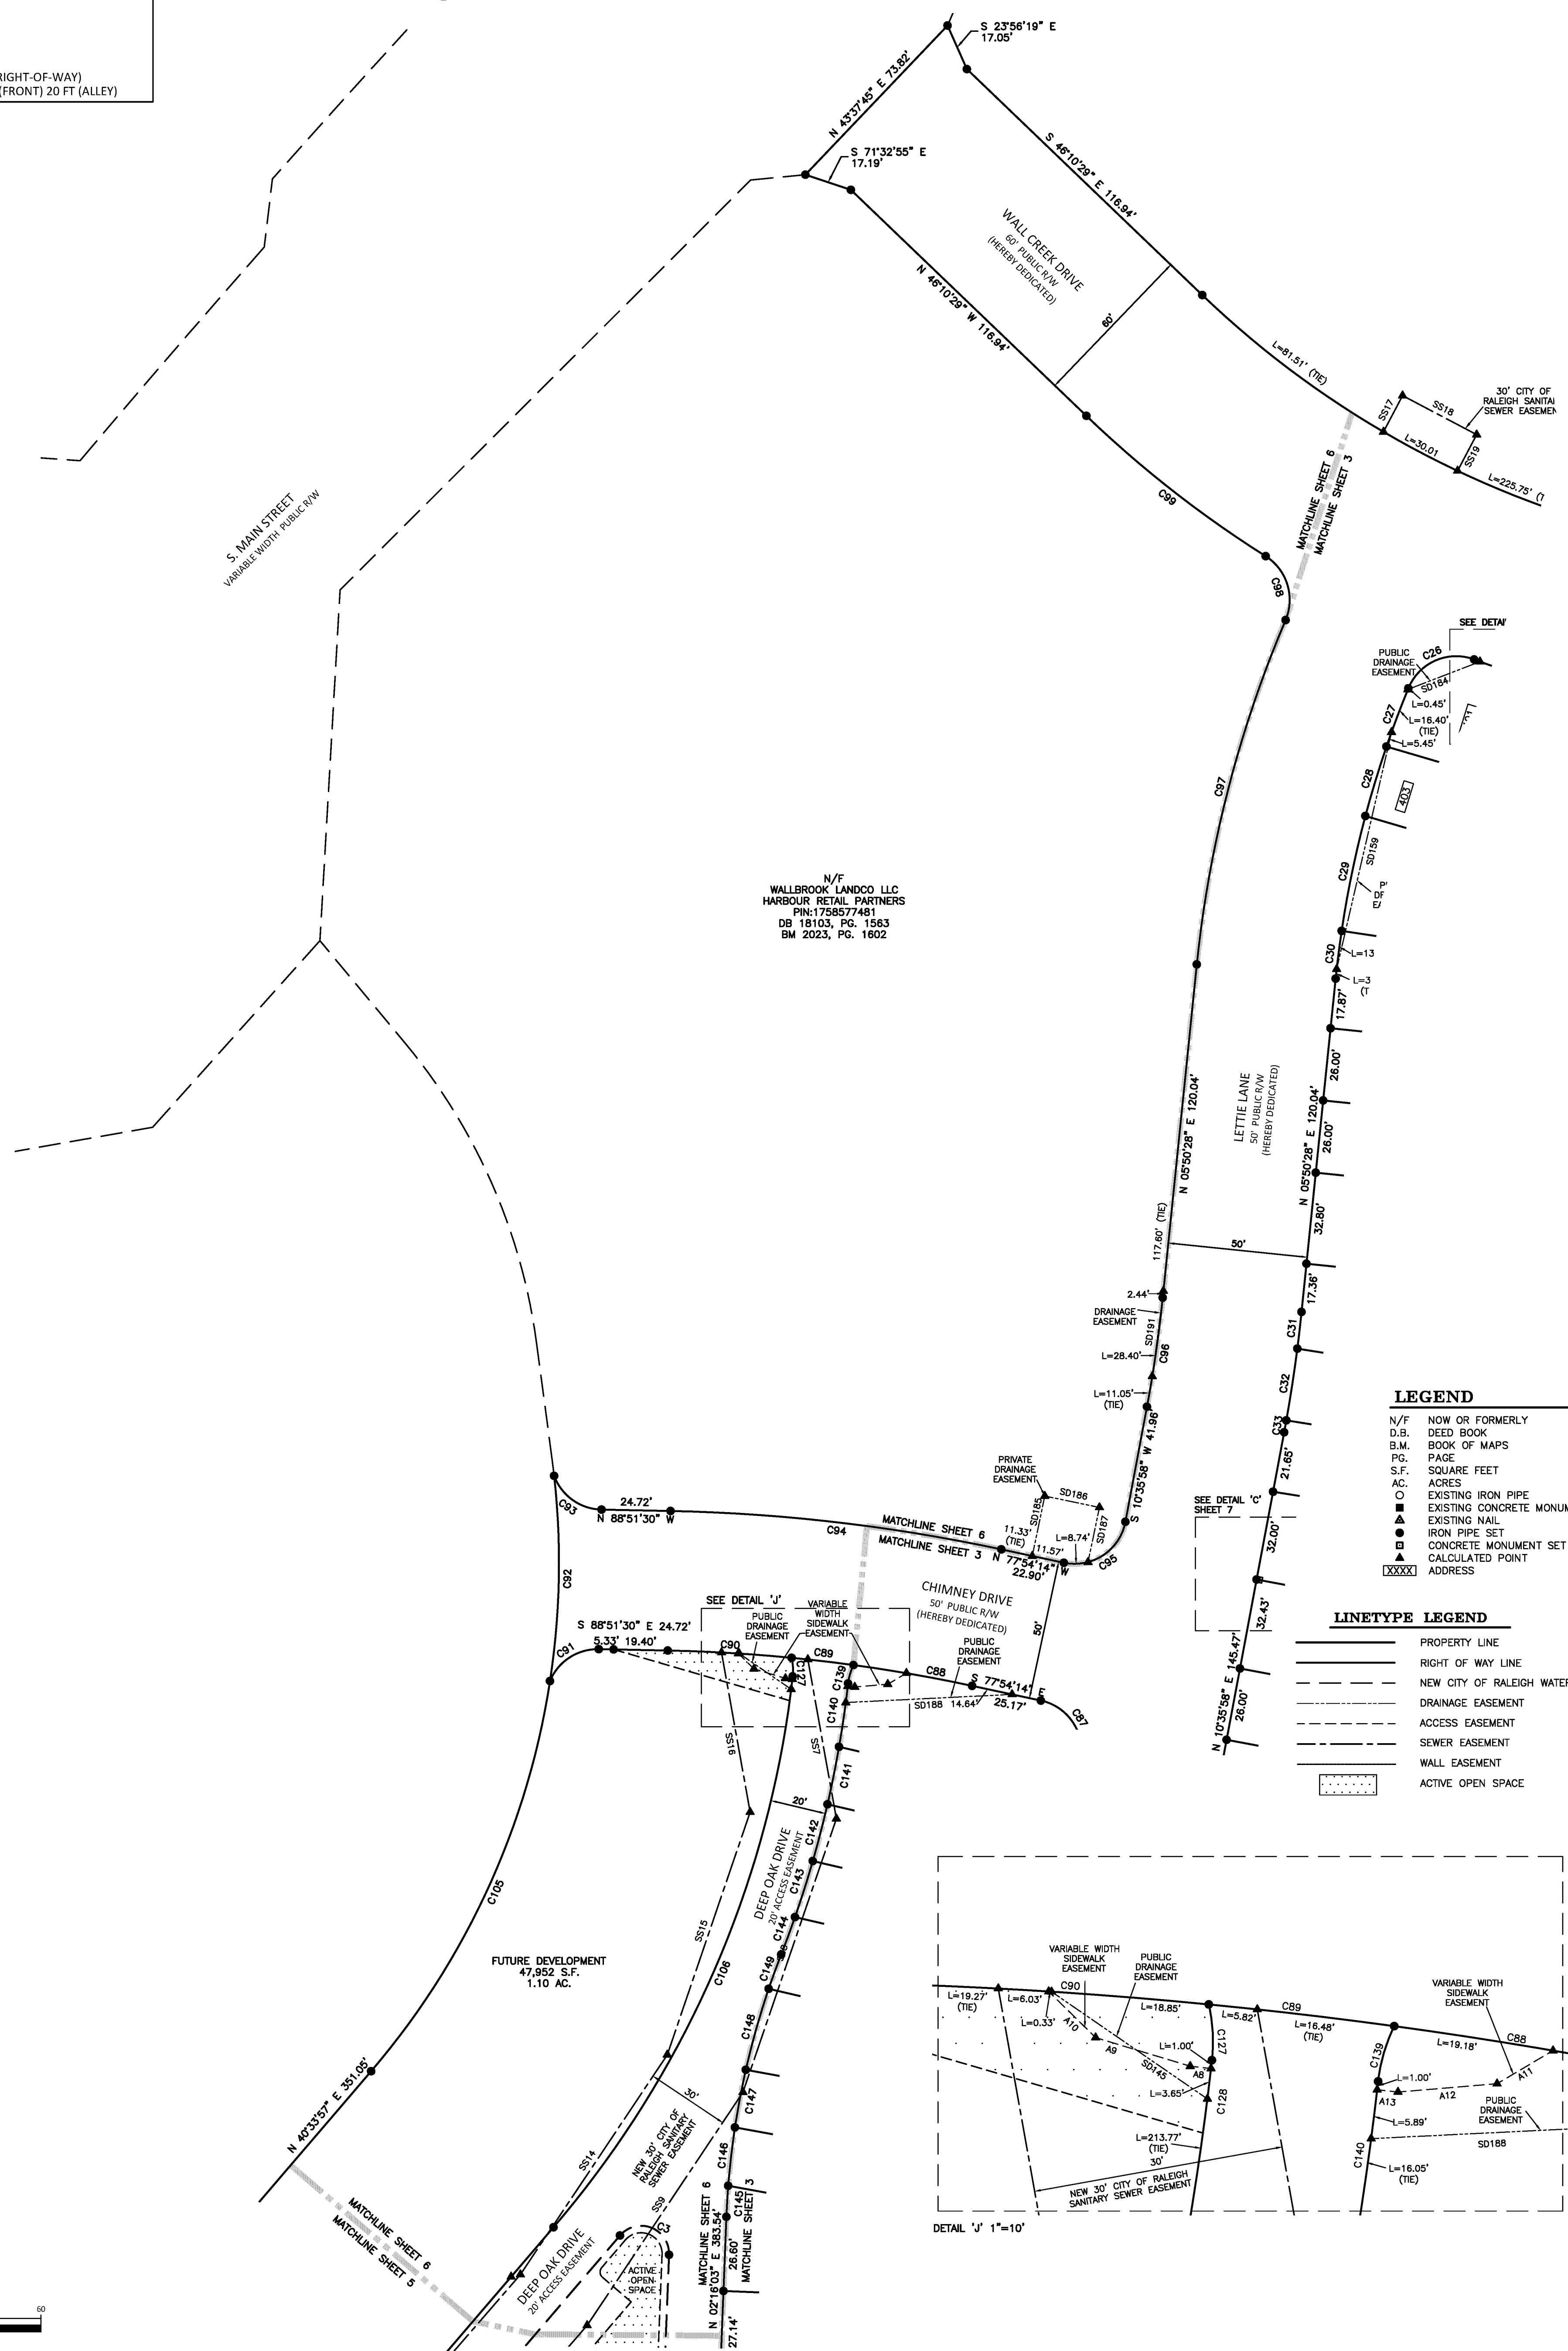 RIGHT-OF-WAY)
(FRONT) 20 FT (ALLEY)
S 23°56'19" E
17.05'
N 43°37'45" E 73.82'
S 71°32'55" E
17.19'
S 46°10'29" E 116.94'
WALL CREEK DRIVE
60' PUBLIC R/W
(HEREBY DEDICATED)
N 46°10'29" W 116.94'
60'
L=81.51' (TIE)
SS17
SS18
30' CITY OF
RALEIGH SANITA
SEWER EASEMEN
L=30.01
SS19
L=225.75'
C99
MATCHLINE SHEET 6
MATCHLINE SHEET 3
S. MAIN STREET
VARIABLE WIDTH PUBLIC R/W
C98
SEE DETAI
PUBLIC
DRAINAGE
EASEMENT
C26
SD184
L=0.45'
C27
L=16.40'
(TIE)
L=5.45'
C28
403
C97
SD159
C29
C30
L=13
L=3
17.87'
N/F
WALLBROOK LANDCO LLC
HARBOUR RETAIL PARTNERS
PIN:1758577481
DB 18103, PG. 1563
BM 2023, PG. 1602
26.00'
N 05°50'28" E 120.04'
LETTIE LANE
50' PUBLIC R/W
(HEREBY DEDICATED)
N 05°50'28" E 120.04'
26.00'
32.80'
117.60' (TIE)
50'
17.36'
2.44'
DRAINAGE
EASEMENT
SD191
C31
L=28.40'
C96
L=11.05'
(TIE)
C32
C33
S 10°35'58" W 41.96'
21.65'
LEGEND
N/F NOW OR FORMERLY
D.B. DEED BOOK
B.M. BOOK OF MAPS
PG. PAGE
S.F. SQUARE FEET
AC. ACRES
EXISTING IRON PIPE
EXISTING CONCRETE MONUM
EXISTING NAIL
IRON PIPE SET
CONCRETE MONUMENT SET
CALCULATED POINT
XXXX ADDRESS
PRIVATE
DRAINAGE
EASEMENT
SD186
SD185
SD187
SEE DETAIL 'C'
SHEET 7
C93
24.72'
N 88°51'30" W
C94
MATCHLINE SHEET 6
MATCHLINE SHEET 3
11.33'
(TIE)
L=8.74'
11.57'
N 77°54'14" W
22.90'
C95
32.00'
C92
CHIMNEY DRIVE
50' PUBLIC R/W
(HEREBY DEDICATED)
50'
32.43'
SEE DETAIL 'J'
VARIABLE
WIDTH
SIDEWALK
EASEMENT
PUBLIC
DRAINAGE
EASEMENT
S 88°51'30" E 24.72'
5.33' 19.40'
C91
C90
C89
C127
C139
C88
PUBLIC
DRAINAGE
EASEMENT
S 77°54'14" E
25.17'
SD188 14.64'
C87
C140
N 10°35'58" E 145.47'
26.00'
LINETYPE LEGEND
PROPERTY LINE
RIGHT OF WAY LINE
NEW CITY OF RALEIGH WATER
DRAINAGE EASEMENT
ACCESS EASEMENT
SEWER EASEMENT
WALL EASEMENT
ACTIVE OPEN SPACE
SS16
SS7
C141
20'
C142
DEEP OAK DRIVE
20' ACCESS EASEMENT
C143
C144
C105
SS15
C106
C149
FUTURE DEVELOPMENT
47,952 S.F.
1.10 AC.
C148
C147
30'
N 40°33'57" E 351.05'
SS14
NEW 30' CITY OF
RALEIGH SANITARY
SEWER EASEMENT
C146
SS9
C145
MATCHLINE SHEET 6
MATCHLINE SHEET 3
N 02°16'03" E 383.54'
26.60'
27.14'
MATCHLINE SHEET 6
MATCHLINE SHEET 5
DEEP OAK DRIVE
20' ACCESS EASEMENT
C3
ACTIVE
OPEN
SPACE
60
VARIABLE WIDTH
SIDEWALK
EASEMENT
PUBLIC
DRAINAGE
EASEMENT
VARIABLE WIDTH
SIDEWALK
EASEMENT
L=19.27'
(TIE)
L=6.03'
C90
L=0.33'
A10
L=18.85'
L=5.82'
C89
L=16.48'
(TIE)
L=19.18'
C88
A9
SD145
L=1.00'
A8
C127
L=3.65'
C128
C139
L=1.00'
A13
A12
A11
L=5.89'
PUBLIC
DRAINAGE
EASEMENT
SD188
L=213.77'
(TIE)
30'
NEW 30' CITY OF RALEIGH
SANITARY SEWER EASEMENT
C140
L=16.05'
(TIE)
DETAIL 'J' 1"=10'